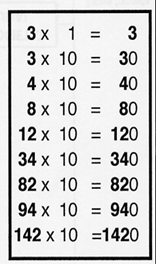 3 x 1 = 3
3 x 10 = 30
4 x 10 = 40
8 x 10 = 80
12 x 10 = 120
34 x 10 = 340
82 x 10 = 820
94 x 10 = 940
142 x 10 =1420